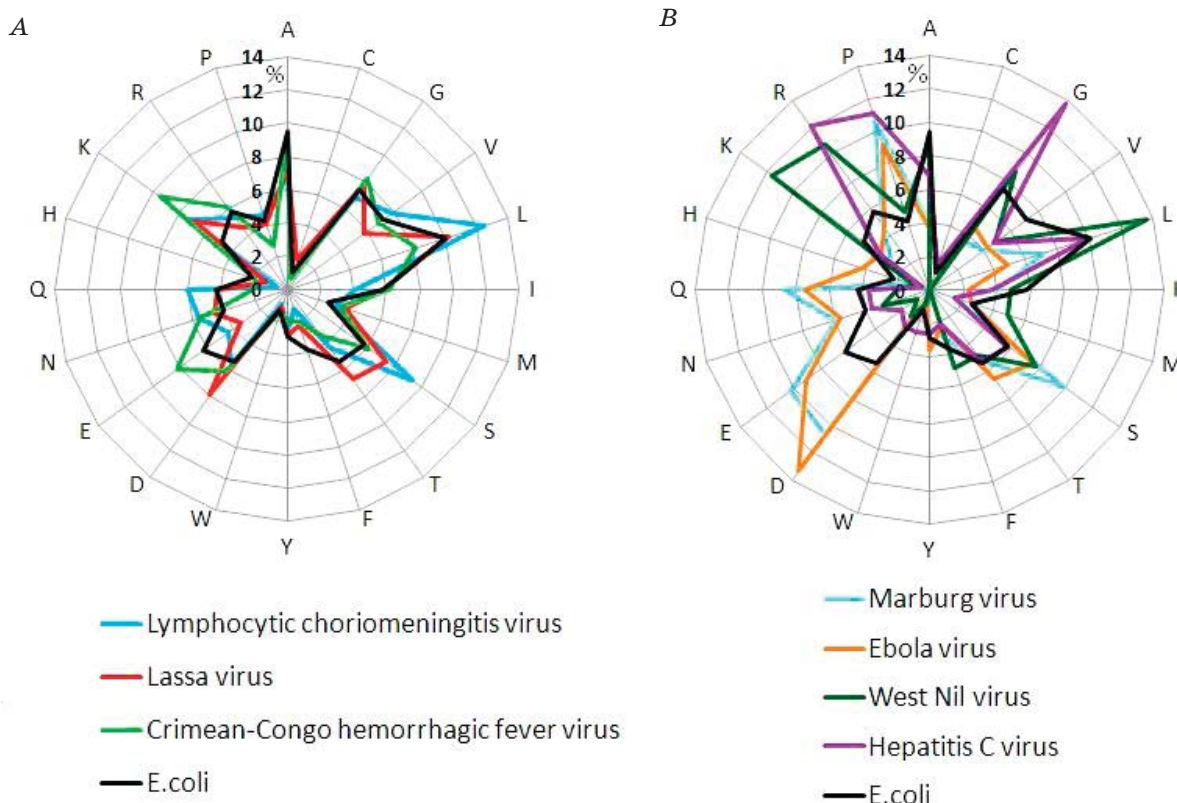 A
A
C
G
V
L
I
M
S
T
F
Y
W
D
E
N
Q
H
K
R
P
14
%
12
10
8
6
4
2
0
Lymphocytic choriomeningitis virus
Lassa virus
Crimean-Congo hemorrhagic fever virus
E.coli
B
A
C
G
V
L
I
M
S
T
F
Y
W
D
E
N
Q
H
K
R
P
14
%
12
10
8
6
4
2
0
Marburg virus
Ebola virus
West Nil virus
Hepatitis C virus
E.coli